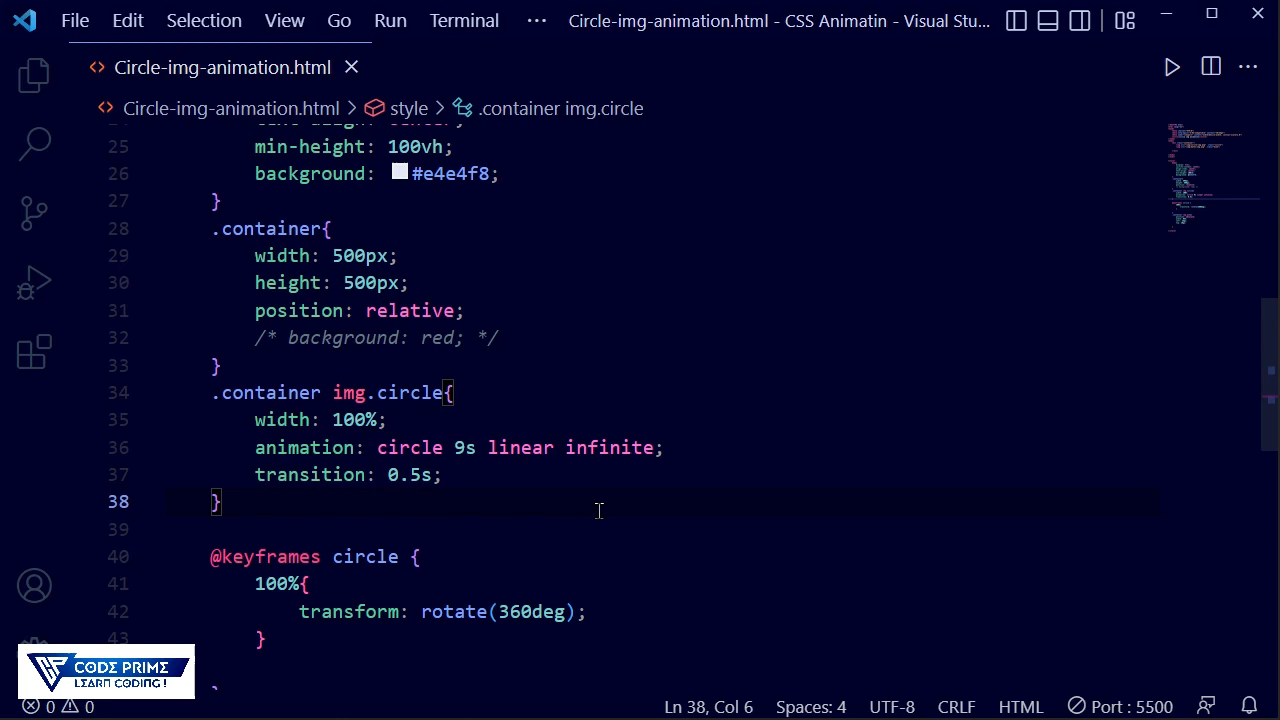 File Edit Selection View Go Run Terminal ··· Circle-img-animation.html - CSS Animatin - Visual Stu...
Circle-img-animation.html
Circle-img-animation.html > style > .container img.circle
25 min-height: 100vh;
26 background: #e4e4f8;
27 }
28 .container{
29 width: 500px;
30 height: 500px;
31 position: relative;
32 /* background: red; */
33 }
34 .container img.circle{
35 width: 100%;
36 animation: circle 9s linear infinite;
37 transition: 0.5s;
38 }
39
40 @keyframes circle {
41 100%{
42 transform: rotate(360deg);
43 }
CODE PRIME
LEARN CODING !
0 0 Ln 38, Col 6 Spaces: 4 UTF-8 CRLF HTML Port : 5500